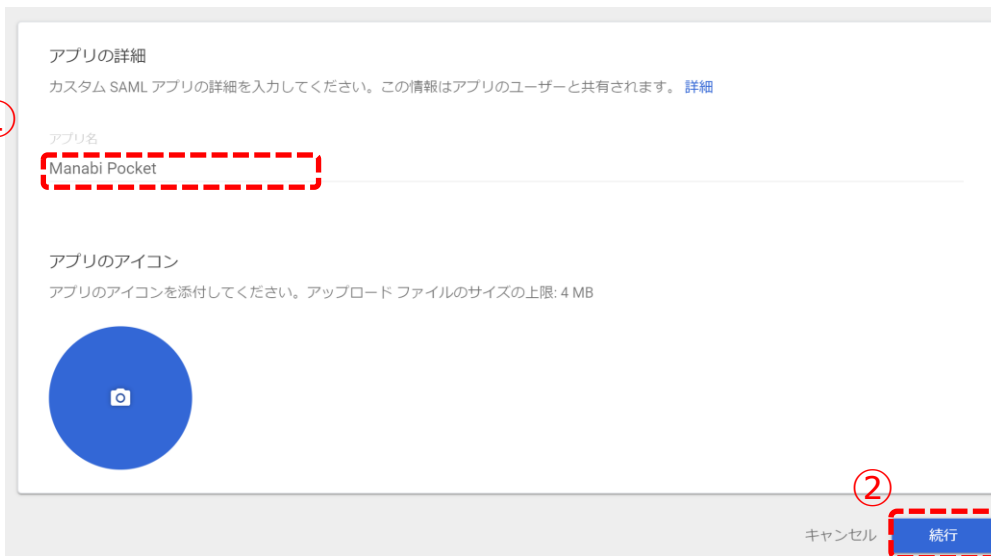 アプリの詳細
カスタム SAML アプリの詳細を入力してください。この情報はアプリのユーザーと共有されます。 詳細
アプリ名
Manabi Pocket
アプリのアイコン
アプリのアイコンを添付してください。アップロード ファイルのサイズの上限: 4 MB
②
キャンセル 続行